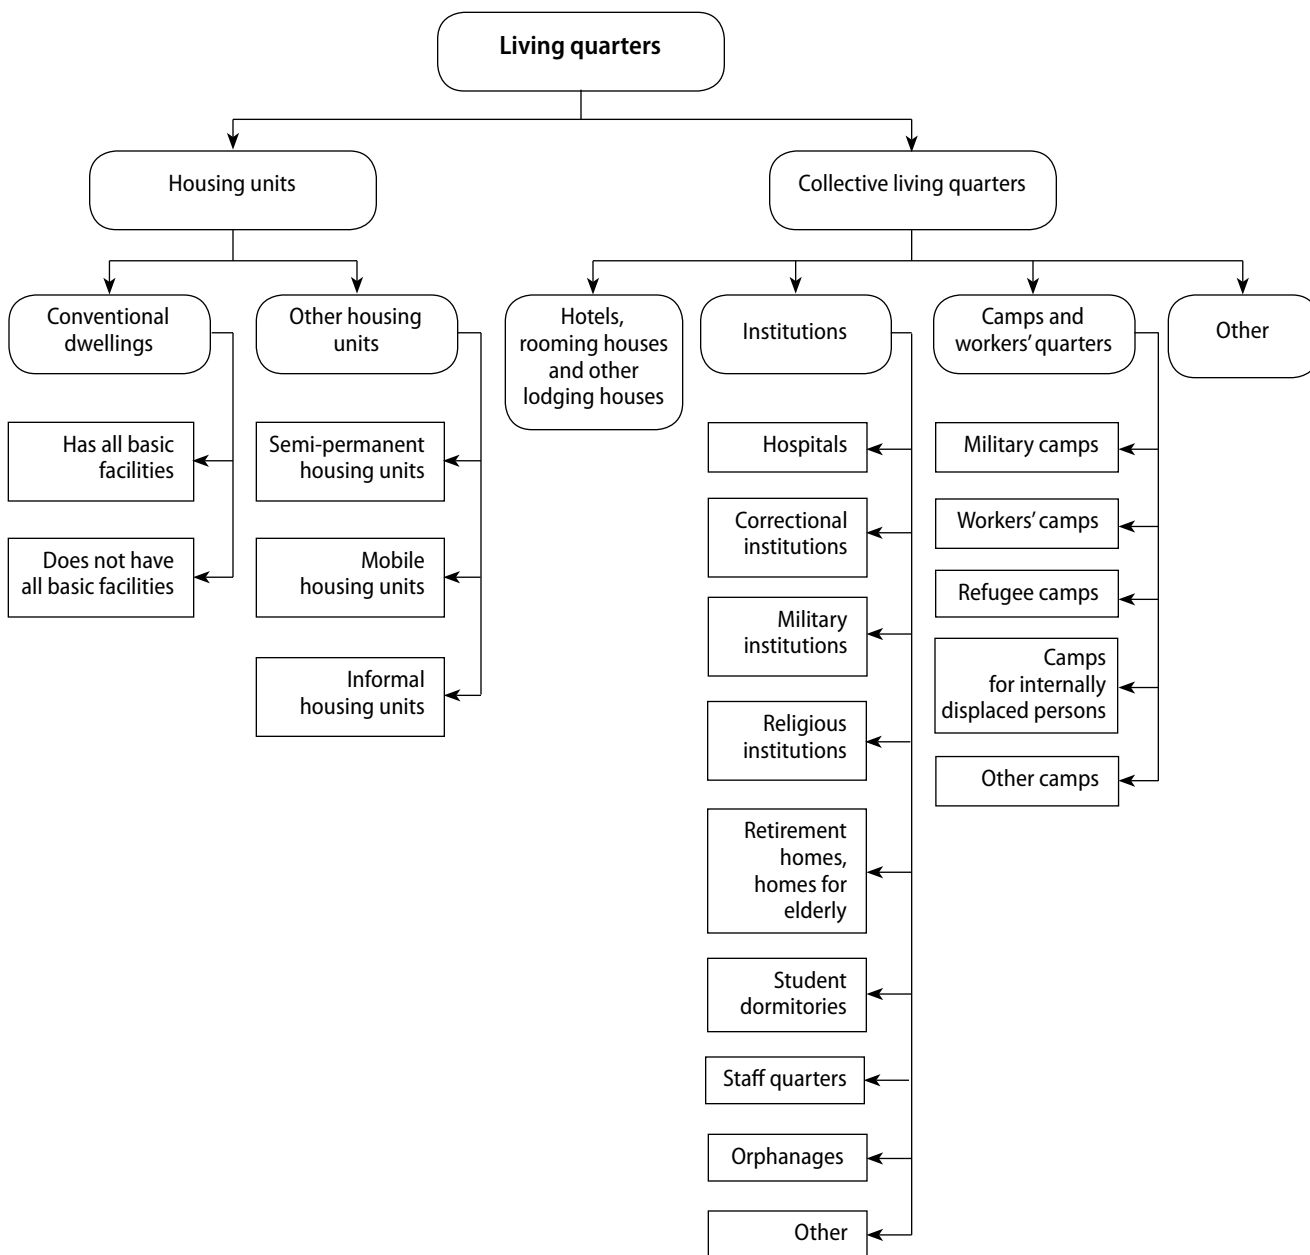 Living quarters
Housing units
Collective living quarters
Conventional
dwellings
Other housing
units
Hotels,
rooming houses
and other
lodging houses
Institutions
Camps and
workers’ quarters
Other
Has all basic
facilities
Does not have
all basic facilities
Semi-permanent
housing units
Mobile
housing units
Informal
housing units
Hospitals
Correctional
institutions
Military
institutions
Religious
institutions
Retirement
homes,
homes for
elderly
Student
dormitories
Staff quarters
Orphanages
Other
Military camps
Workers’ camps
Refugee camps
Camps
for internally
displaced persons
Other camps